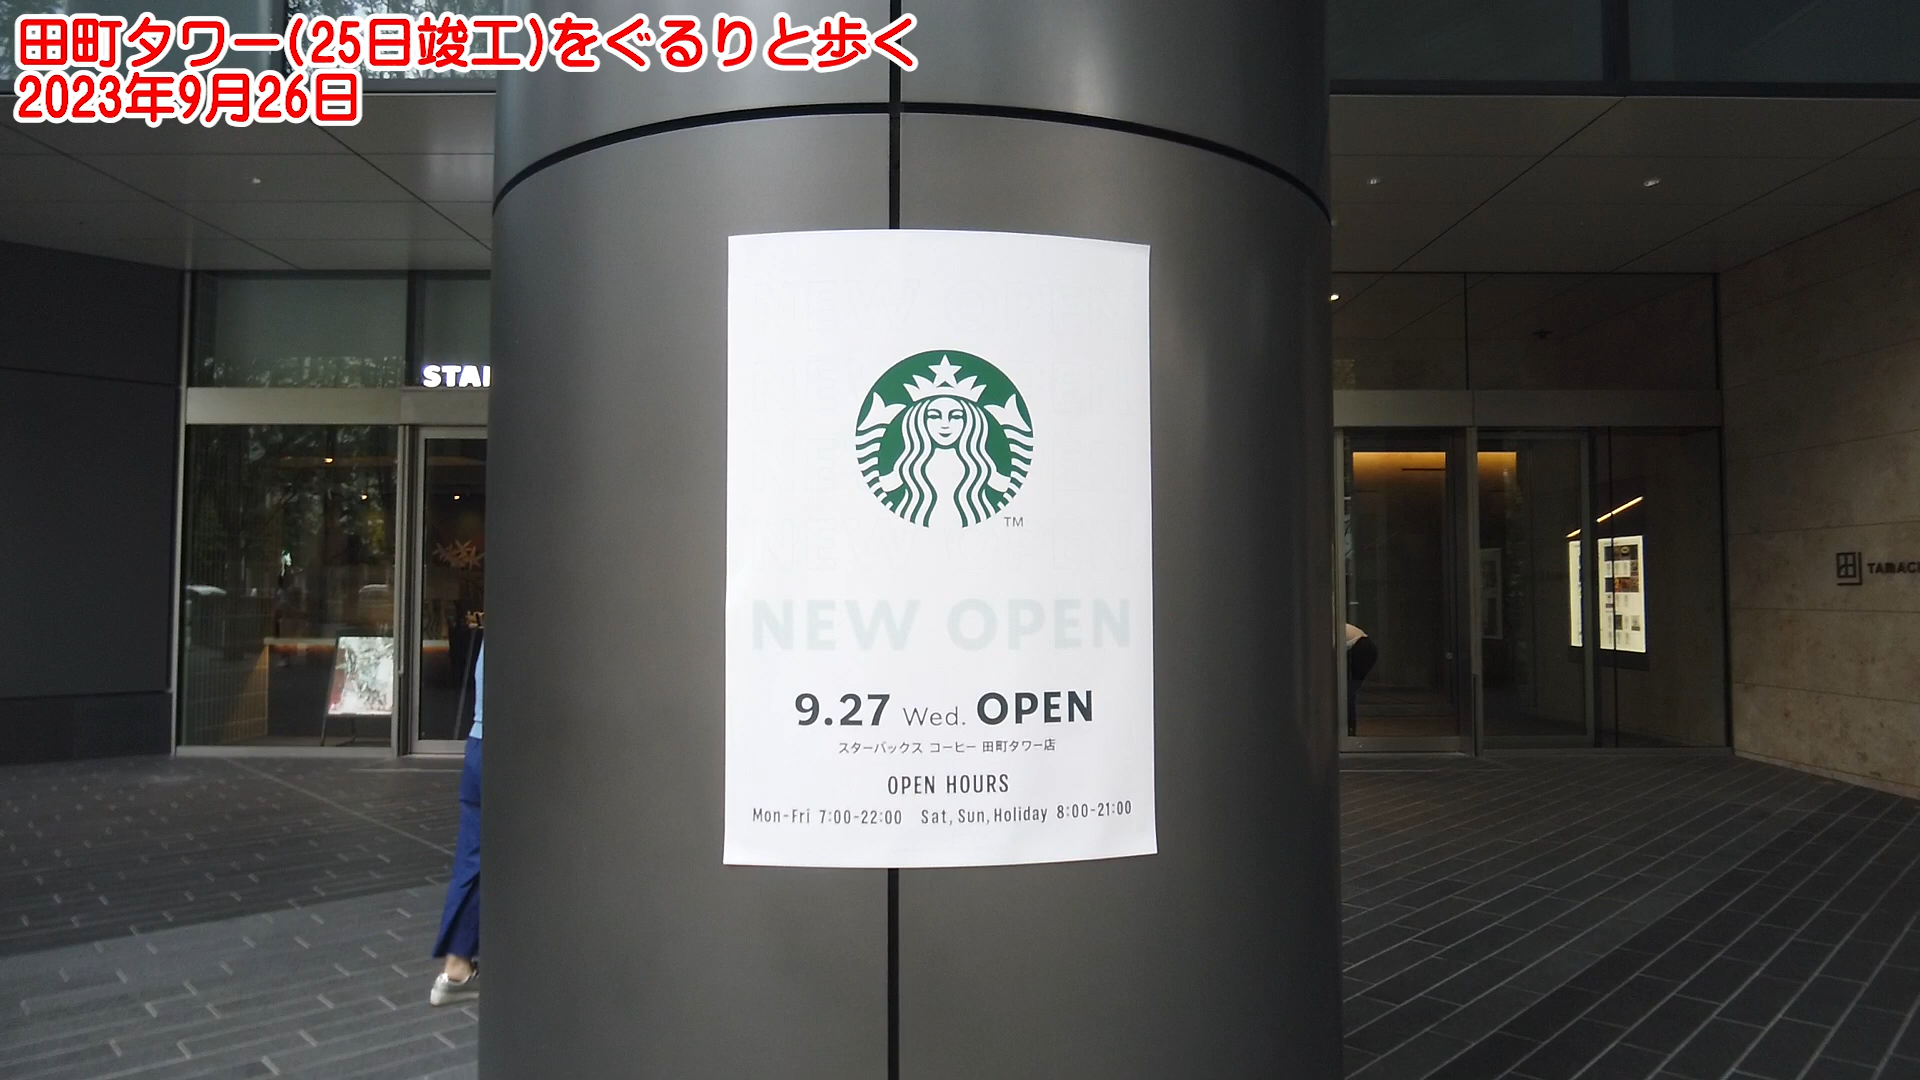 田町タワー(25日竣工)をぐるりと歩く
2023年9月26日
STAR
TM
NEW OPEN
9.27 Wed. OPEN
スターバックス コーヒー 田町タワー店
OPEN HOURS
Mon-Fri 7:00-22:00 Sat, Sun, Holiday 8:00-21:00
TAMACH